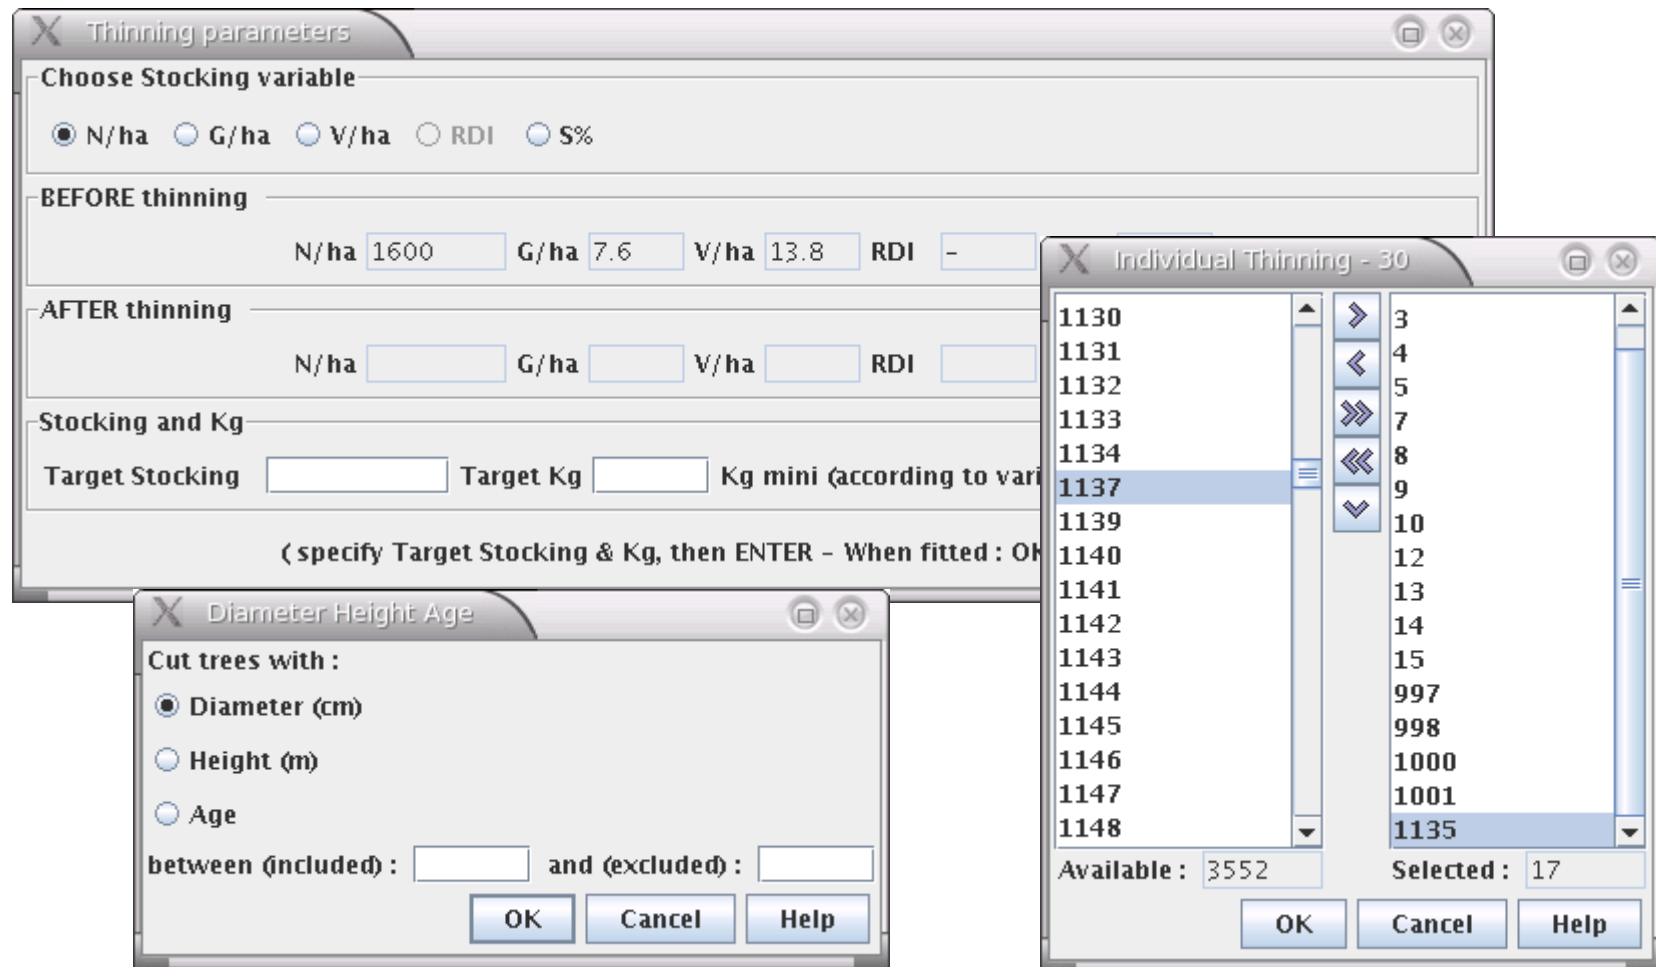 Thinning parameters
Choose Stocking variable
N/ha G/ha V/ha RDI S%
BEFORE thinning
N/ha 1600 G/ha 7.6 V/ha 13.8 RDI -
AFTER thinning
N/ha G/ha V/ha RDI
Stocking and Kg
Target Stocking Target Kg Kg mini (according to vari
( specify Target Stocking & Kg, then ENTER - When fitted : OK
Diameter Height Age
Cut trees with :
Diameter (cm)
Height (m)
Age
between (included) : and (excluded) :
OK Cancel Help
Individual Thinning - 30
1130
1131
1132
1133
1134
1137
1139
1140
1141
1142
1143
1144
1145
1146
1147
1148
3
4
5
7
8
9
10
12
13
14
15
997
998
1000
1001
1135
Available : 3552 Selected : 17
OK Cancel Help